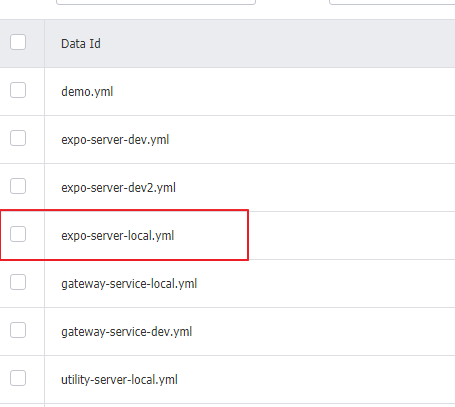 Data Id
demo.yml
expo-server-dev.yml
expo-server-dev2.yml
expo-server-local.yml
gateway-service-local.yml
gateway-service-dev.yml
utility-server-local.yml